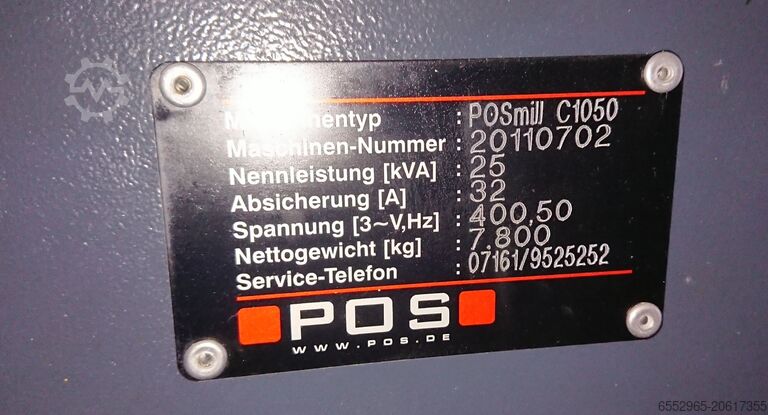 : POSmill C1050
Maschinen-Nummer : 20110702
Nennleistung [kVA] : 25
Absicherung [A] : 32
Spannung [3~V,Hz] : 400,50
Nettogewicht [kg] : 7.800
Service-Telefon : 07161/9525252
POS
WWW.POS.DE
6552965-20617355